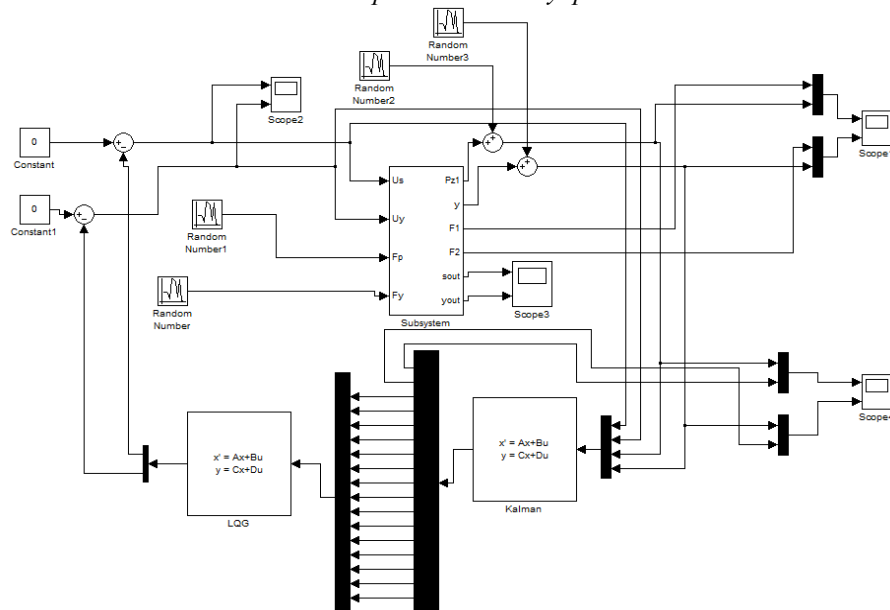 Random
Number3
Random
Number2
Scope2
0
Constant
0
Constant1
Random
Number1
Random
Number
Us
Uy
Fp
Fy
Pz1
y
F1
F2
sout
yout
Subsystem
Scope3
x' = Ax+Bu
y = Cx+Du
LQG
x' = Ax+Bu
y = Cx+Du
Kalman